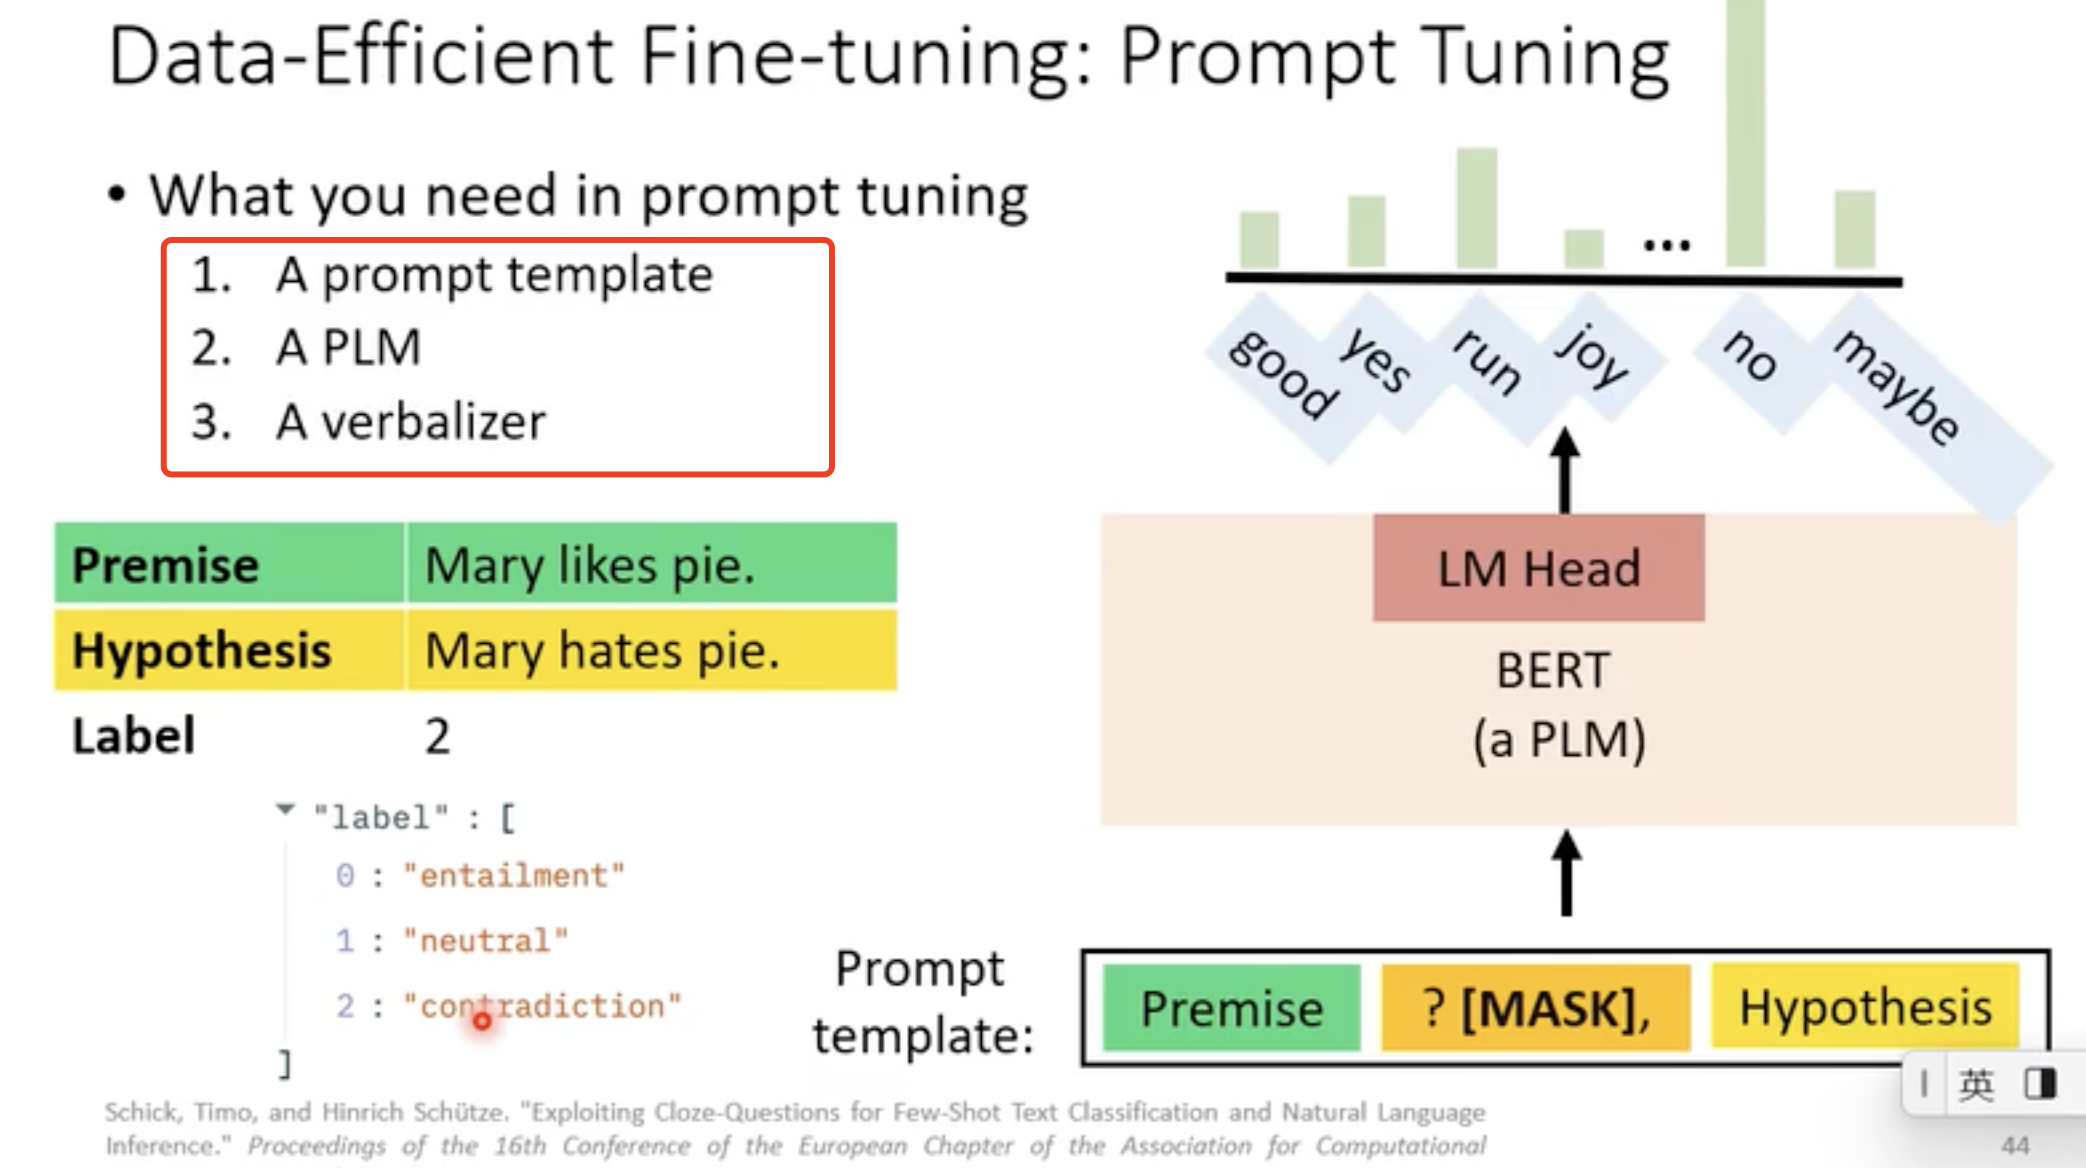 Data-Efficient Fine-tuning: Prompt Tuning
• What you need in prompt tuning
1. A prompt template
2. A PLM
3. A verbalizer
Premise Mary likes pie.
Hypothesis Mary hates pie.
Label 2
"label" : [
0 : "entailment"
1 : "neutral"
2 : "contradiction"
]
...
good yes run joy no maybe
LM Head
BERT
(a PLM)
Prompt
template:
Premise ? [MASK], Hypothesis
英
Schick, Timo, and Hinrich Schütze. "Exploiting Cloze-Questions for Few-Shot Text Classification and Natural Language
Inference." Proceedings of the 16th Conference of the European Chapter of the Association for Computational
44